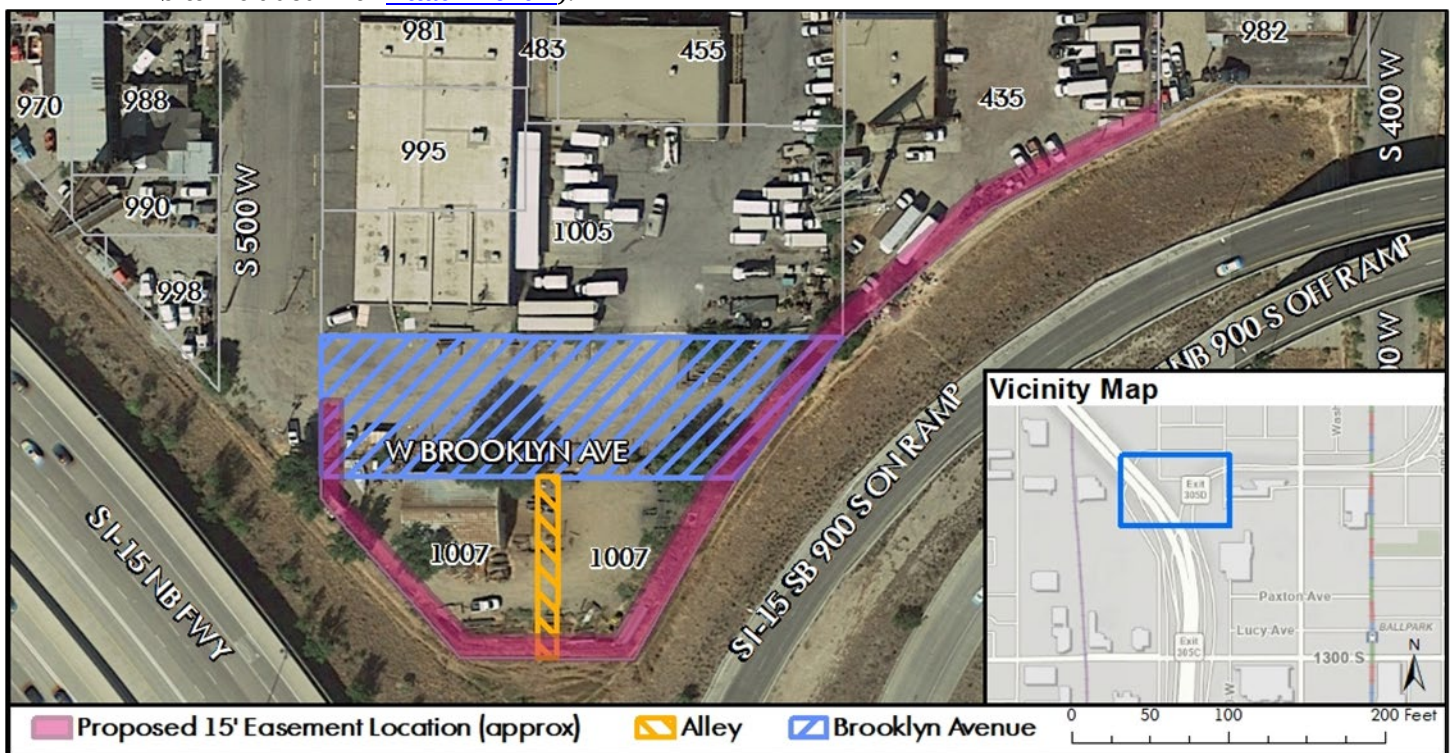 981
483
455
982
970
988
435
S 400 W
995
990
S 500 W
1005
998
NB 900 S OFF RAMP
00 W
W BROOKLYN AVE
1007
1007
S I-15 NB FWY
S I-15 SB 900 S ON RAMP
Vicinity Map
Exit
305D
Paxton Ave
Lucy Ave
BALLPARK
Exit
305C
1300 S
N
Proposed 15' Easement Location (approx)
Alley
Brooklyn Avenue
0 50 100 200 Feet